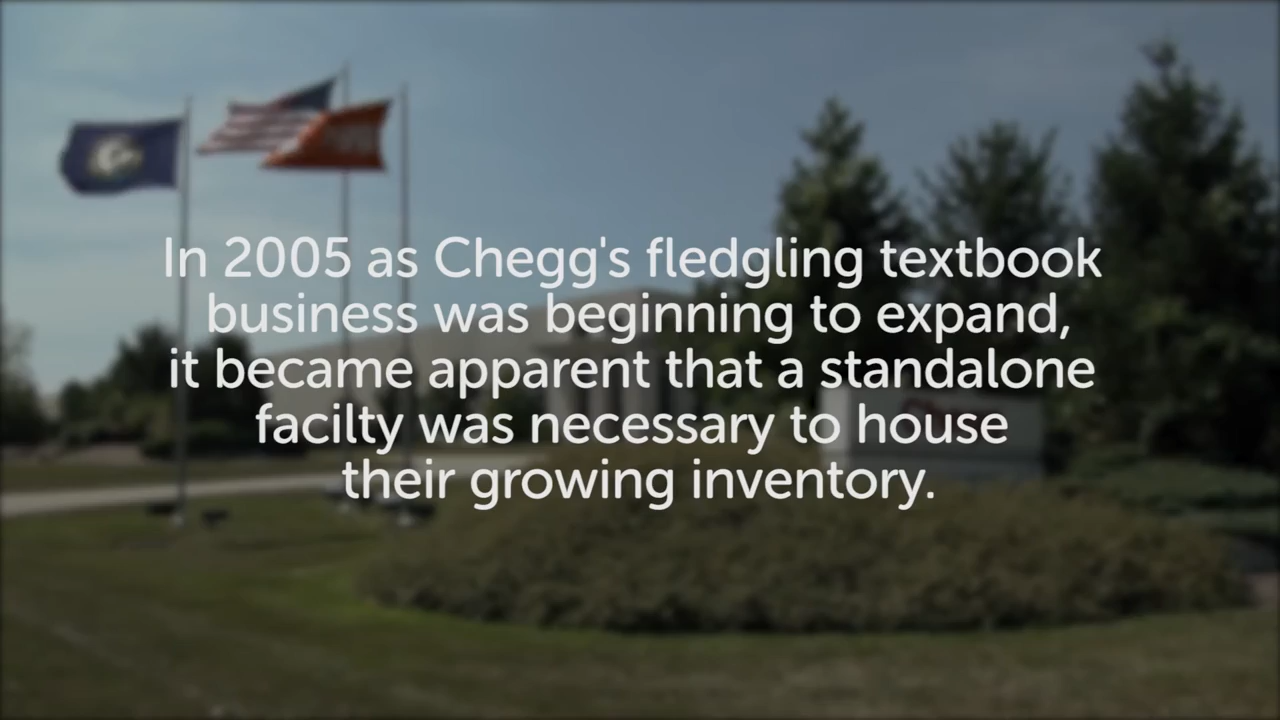 In 2005 as Chegg's fledgling textbook
business was beginning to expand,
it became apparent that a standalone
facilty was necessary to house
their growing inventory.